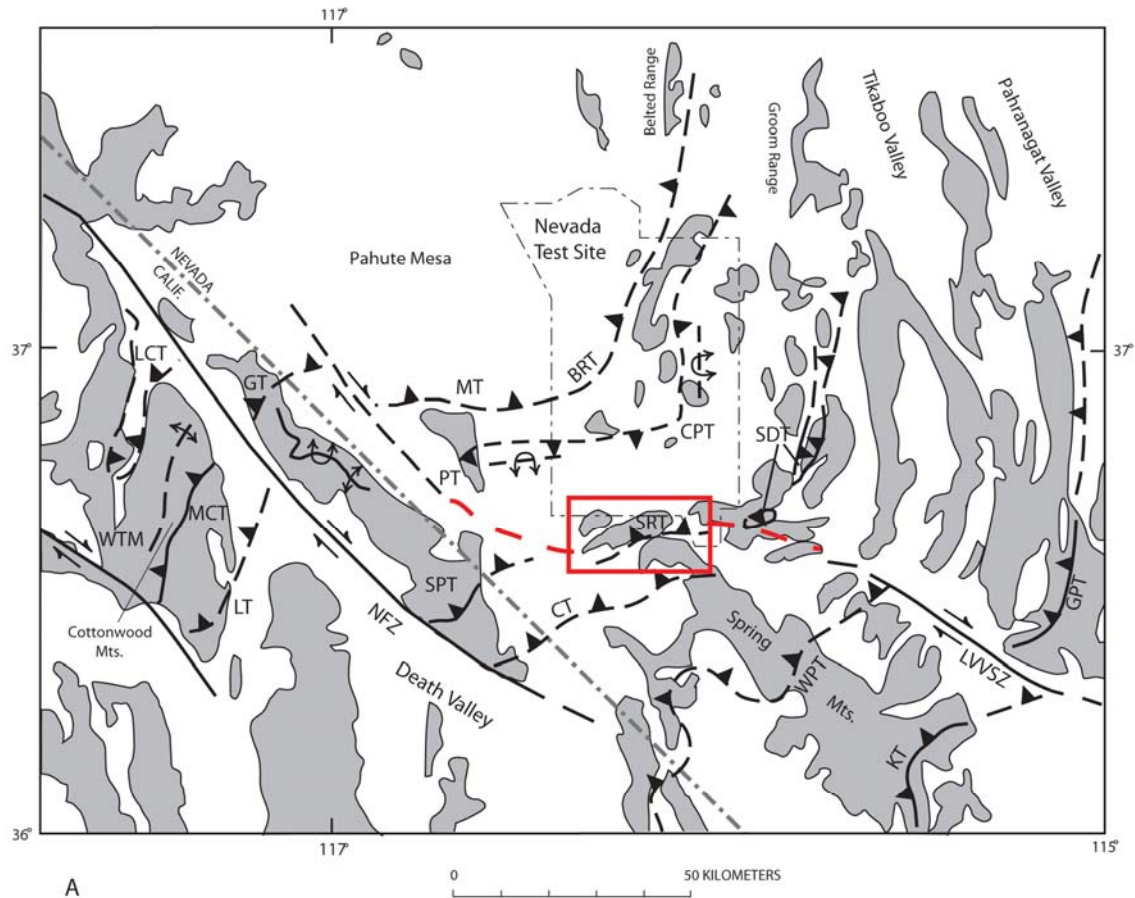 117°
Belted Range
Groom Range
Tikaboo Valley
Pahranagat Valley
Nevada
Test Site
NEVADA
CALIF.
Pahute Mesa
37°
37°
LCT
GT
MT
BRT
CPT
SDT
PT
WTM
MCT
SRT
SPT
LT
NFZ
CT
GPT
Cottonwood
Mts.
Spring
Mts.
WPT
LVVSZ
Death Valley
KT
36°
36°
117°
115°
A
0
50 KILOMETERS